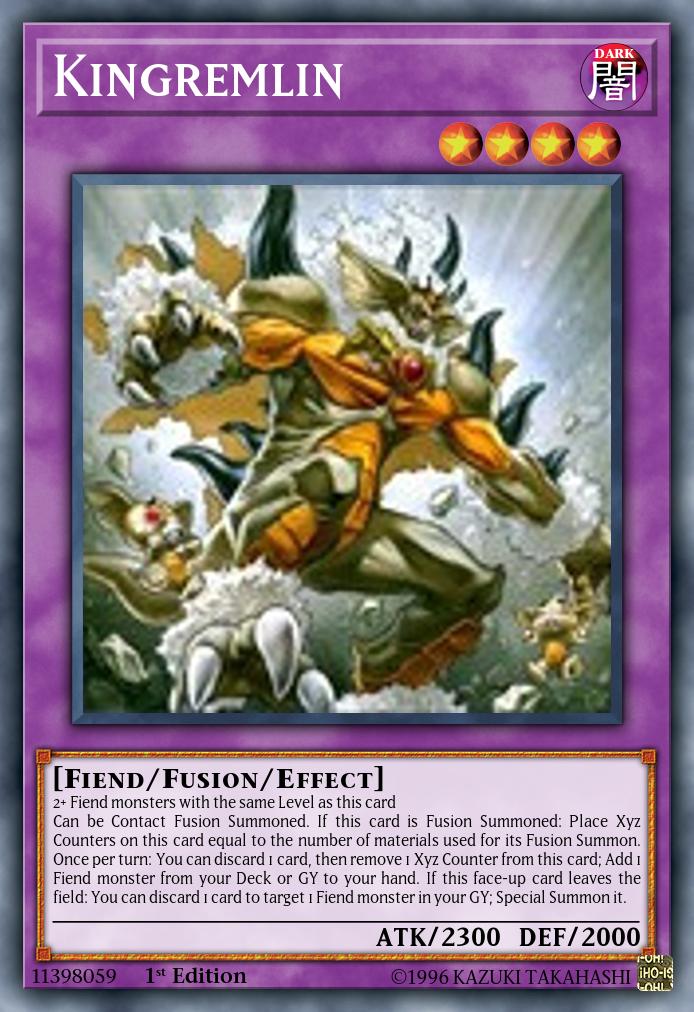 KINGREMLIN
DARK
闇
[FIEND/FUSION/EFFECT]
2+ Fiend monsters with the same Level as this card
Can be Contact Fusion Summoned. If this card is Fusion Summoned: Place Xyz
Counters on this card equal to the number of materials used for its Fusion Summon.
Once per turn: You can discard 1 card, then remove 1 Xyz Counter from this card; Add 1
Fiend monster from your Deck or GY to your hand. If this face-up card leaves the
field: You can discard 1 card to target 1 Fiend monster in your GY; Special Summon it.
ATK/2300 DEF/2000
11398059 1st Edition ©1996 KAZUKI TAKAHASHI